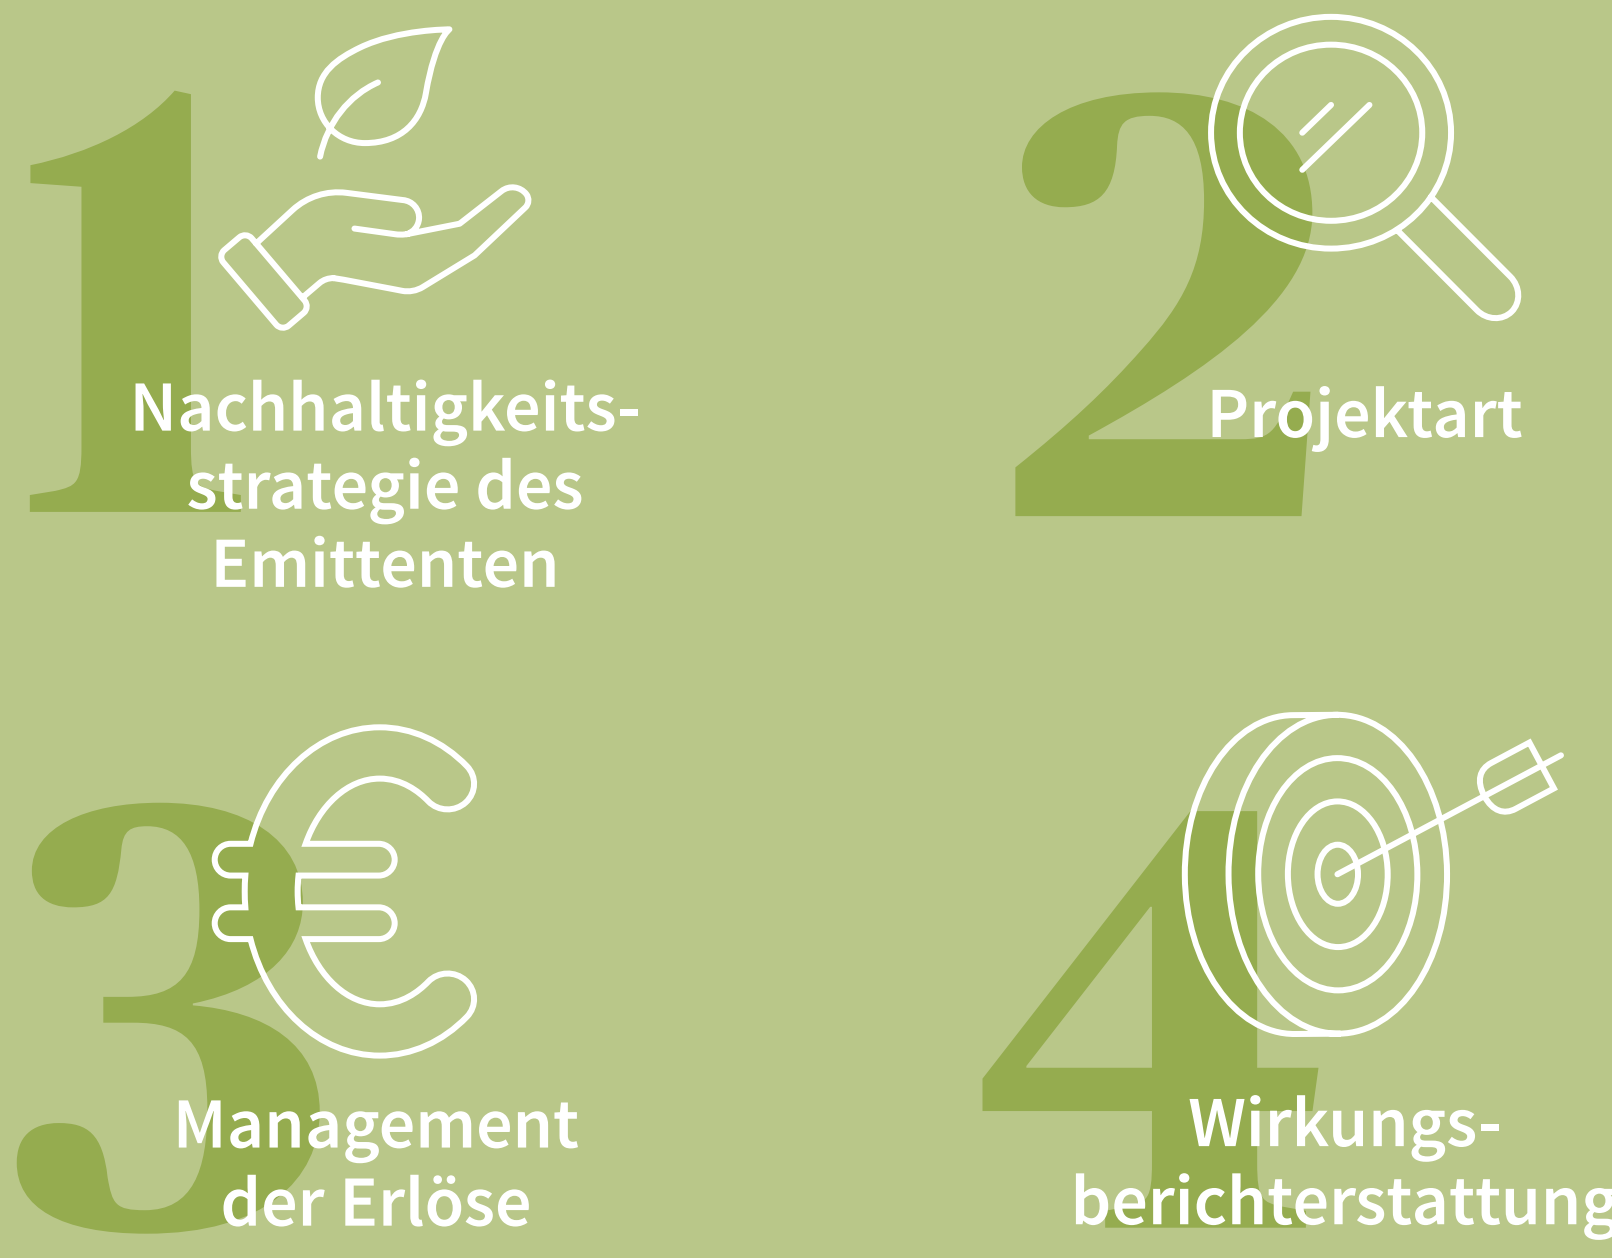 1
Nachhaltigkeits-
strategie des
Emittenten
2
Projektart
3
€
Management
der Erlöse
4
Wirkungs-
berichterstattung